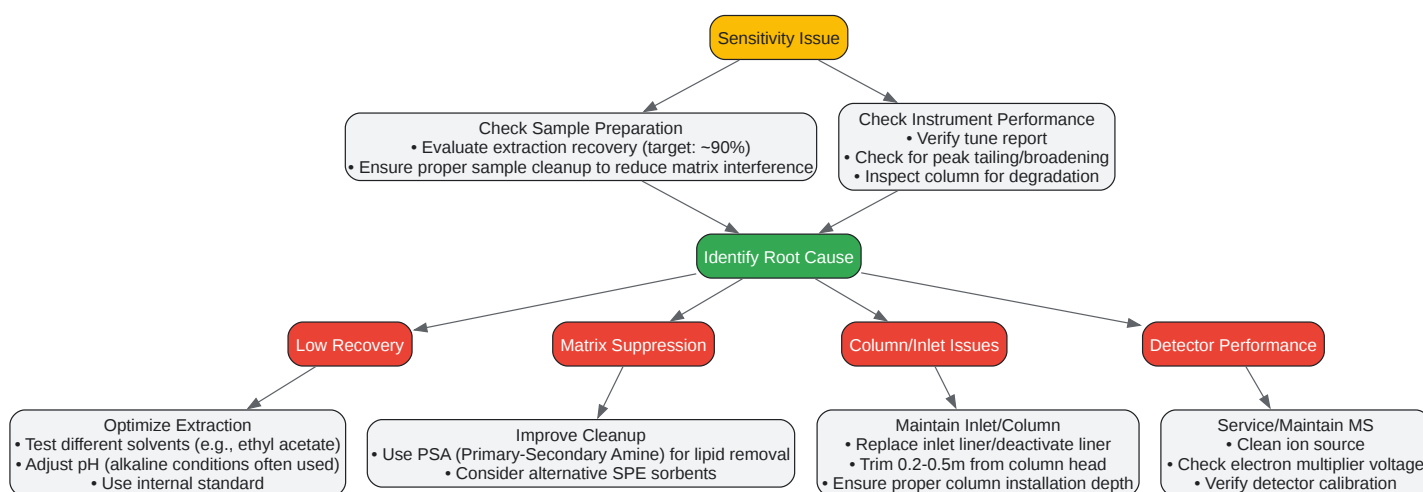 Sensitivity Issue
Check Sample Preparation
• Evaluate extraction recovery (target: ~90%)
• Ensure proper sample cleanup to reduce matrix interference
Check Instrument Performance
• Verify tune report
• Check for peak tailing/broadening
• Inspect column for degradation
Identify Root Cause
Low Recovery
Matrix Suppression
Column/Inlet Issues
Detector Performance
Optimize Extraction
• Test different solvents (e.g., ethyl acetate)
• Adjust pH (alkaline conditions often used)
• Use internal standard
Improve Cleanup
• Use PSA (Primary-Secondary Amine) for lipid removal
• Consider alternative SPE sorbents
Maintain Inlet/Column
• Replace inlet liner/deactivate liner
• Trim 0.2-0.5m from column head
• Ensure proper column installation depth
Service/Maintain MS
• Clean ion source
• Check electron multiplier voltage
• Verify detector calibration